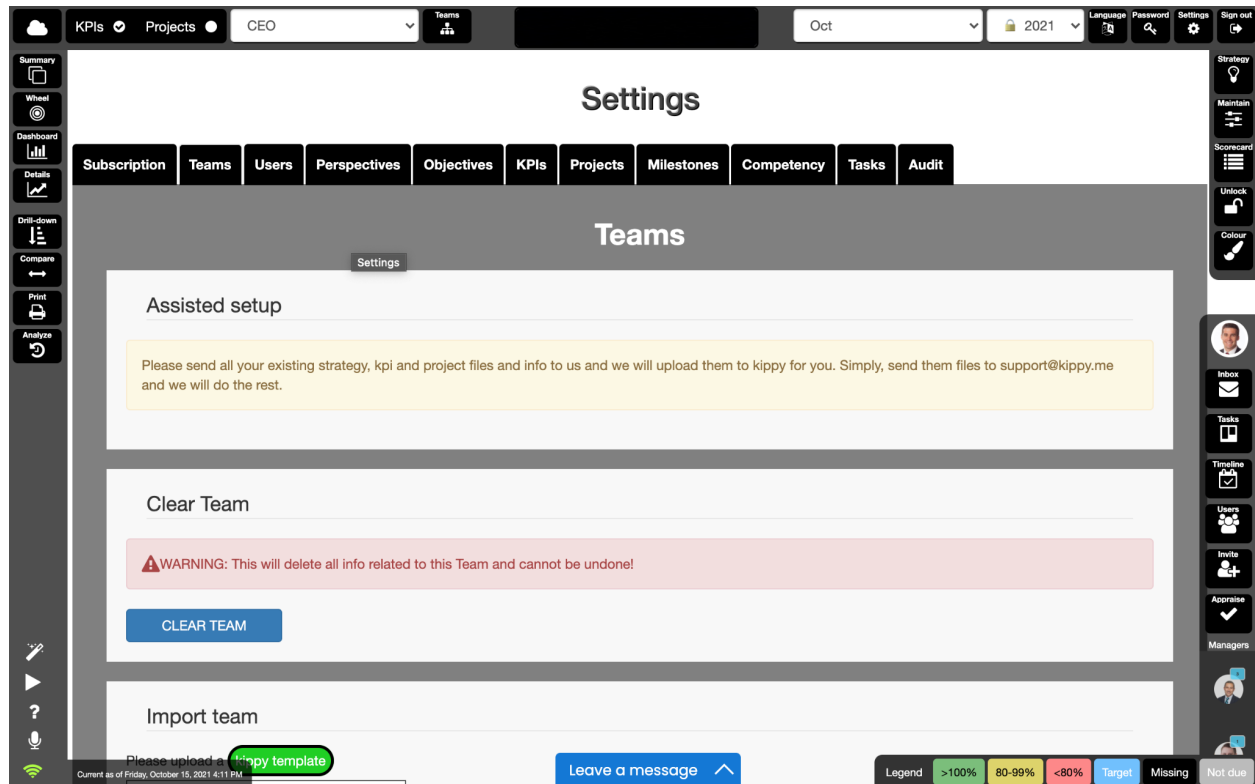 KPIs Projects CEO Teams Oct 2021 Language Password Settings Sign out
Summary
Wheel
Dashboard
Details
Drill-down
Compare
Print
Analyze
Settings
Subscription Teams Users Perspectives Objectives KPIs Projects Milestones Competency Tasks Audit
Teams
Settings
Assisted setup
Please send all your existing strategy, kpi and project files and info to us and we will upload them to kippy for you. Simply, send them files to support@kippy.me
and we will do the rest.
Clear Team
WARNING: This will delete all info related to this Team and cannot be undone!
CLEAR TEAM
Import team
Please upload a kippy template
Strategy
Maintain
Scorecard
Unlock
Colour
Inbox
Tasks
Timeline
Users
Invite
Appraise
Managers
Current as of Friday, October 15, 2021 4:11 PM
Leave a message
Legend >100% 80-99% <80% Target Missing Not due